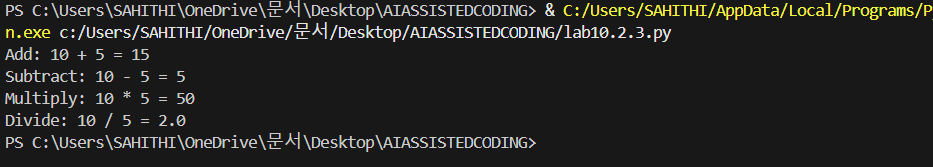 PS C:\Users\SAHITHI\OneDrive\문서\Desktop\AIASSISTEDCODING> & C:/Users/SAHITHI/AppData/Local/Programs/P
n.exe c:/Users/SAHITHI/OneDrive/문서/Desktop/AIASSISTEDCODING/lab10.2.3.py
Add: 10 + 5 = 15
Subtract: 10 - 5 = 5
Multiply: 10 * 5 = 50
Divide: 10 / 5 = 2.0
PS C:\Users\SAHITHI\OneDrive\문서\Desktop\AIASSISTEDCODING>